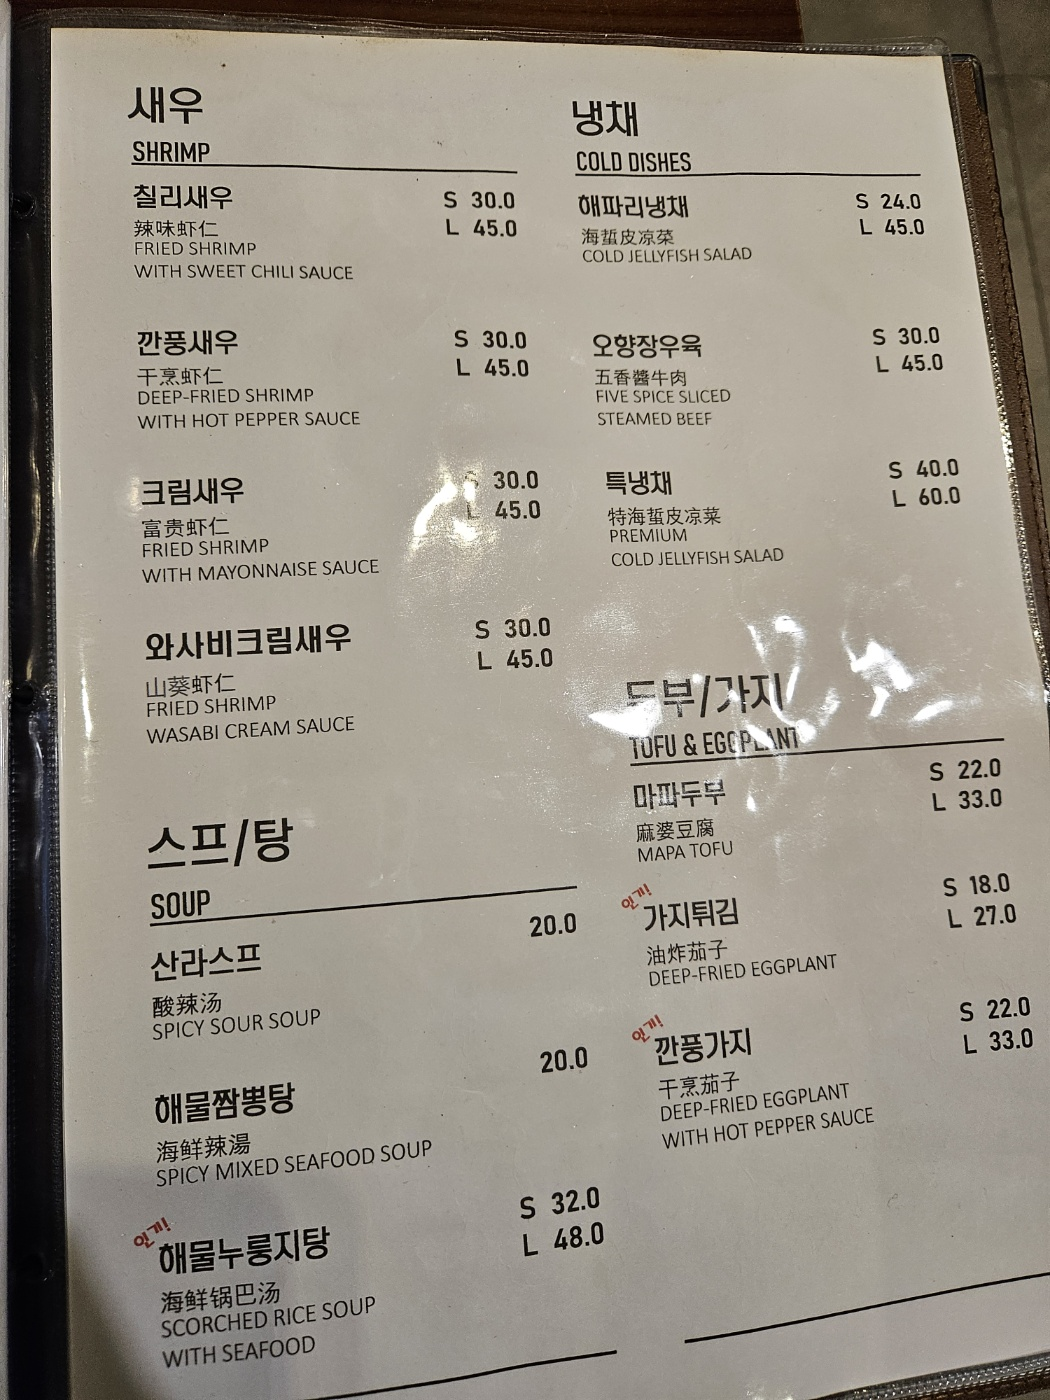 새우
SHRIMP
칠리새우
S 30.0
L 45.0
辣味虾仁
FRIED SHRIMP
WITH SWEET CHILI SAUCE
깐풍새우
S 30.0
L 45.0
干烹虾仁
DEEP-FRIED SHRIMP
WITH HOT PEPPER SAUCE
크림새우
S 30.0
L 45.0
富贵虾仁
FRIED SHRIMP
WITH MAYONNAISE SAUCE
와사비크림새우
S 30.0
L 45.0
山葵虾仁
FRIED SHRIMP
WASABI CREAM SAUCE
스프/탕
SOUP
산라스프
20.0
酸辣汤
SPICY SOUR SOUP
해물짬뽕탕
20.0
海鲜辣湯
SPICY MIXED SEAFOOD SOUP
인기!
해물누룽지탕
S 32.0
L 48.0
海鲜锅巴汤
SCORCHED RICE SOUP
WITH SEAFOOD
냉채
COLD DISHES
해파리냉채
S 24.0
L 45.0
海蜇皮凉菜
COLD JELLYFISH SALAD
오향장우육
S 30.0
L 45.0
五香醬牛肉
FIVE SPICE SLICED
STEAMED BEEF
특냉채
S 40.0
L 60.0
特海蜇皮凉菜
PREMIUM
COLD JELLYFISH SALAD
두부/가지
TOFU & EGGPLANT
마파두부
S 22.0
L 33.0
麻婆豆腐
MAPA TOFU
인기!
가지튀김
S 18.0
L 27.0
油炸茄子
DEEP-FRIED EGGPLANT
인기!
깐풍가지
S 22.0
L 33.0
干烹茄子
DEEP-FRIED EGGPLANT
WITH HOT PEPPER SAUCE